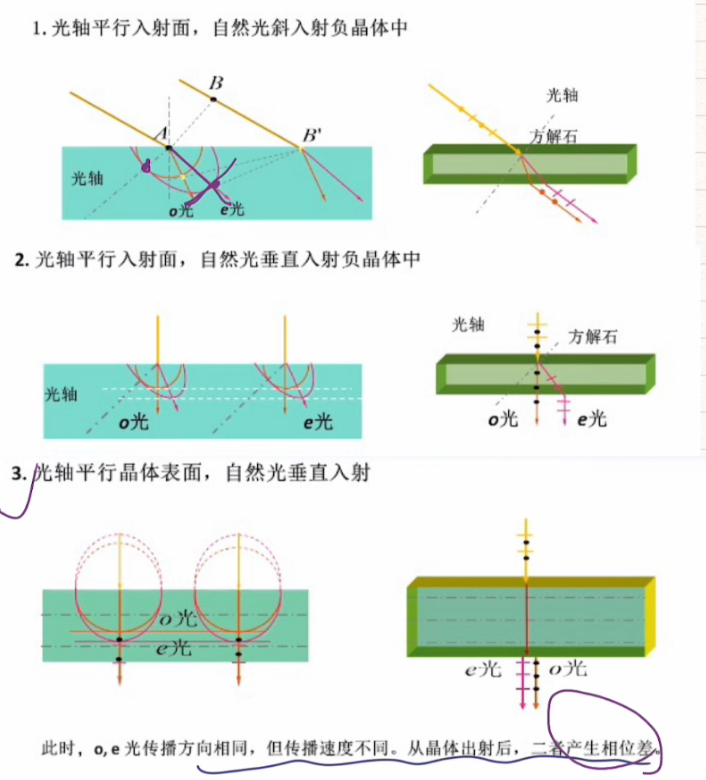 1. 光轴平行入射面，自然光斜入射负晶体中
B
A
B'
光轴
o光
e光
光轴
方解石
2. 光轴平行入射面，自然光垂直入射负晶体中
光轴
o光
e光
光轴
方解石
o光
e光
3. 光轴平行晶体表面，自然光垂直入射
o光
e光
e光
o光
此时，o, e 光传播方向相同，但传播速度不同。从晶体出射后，二者产生相位差。